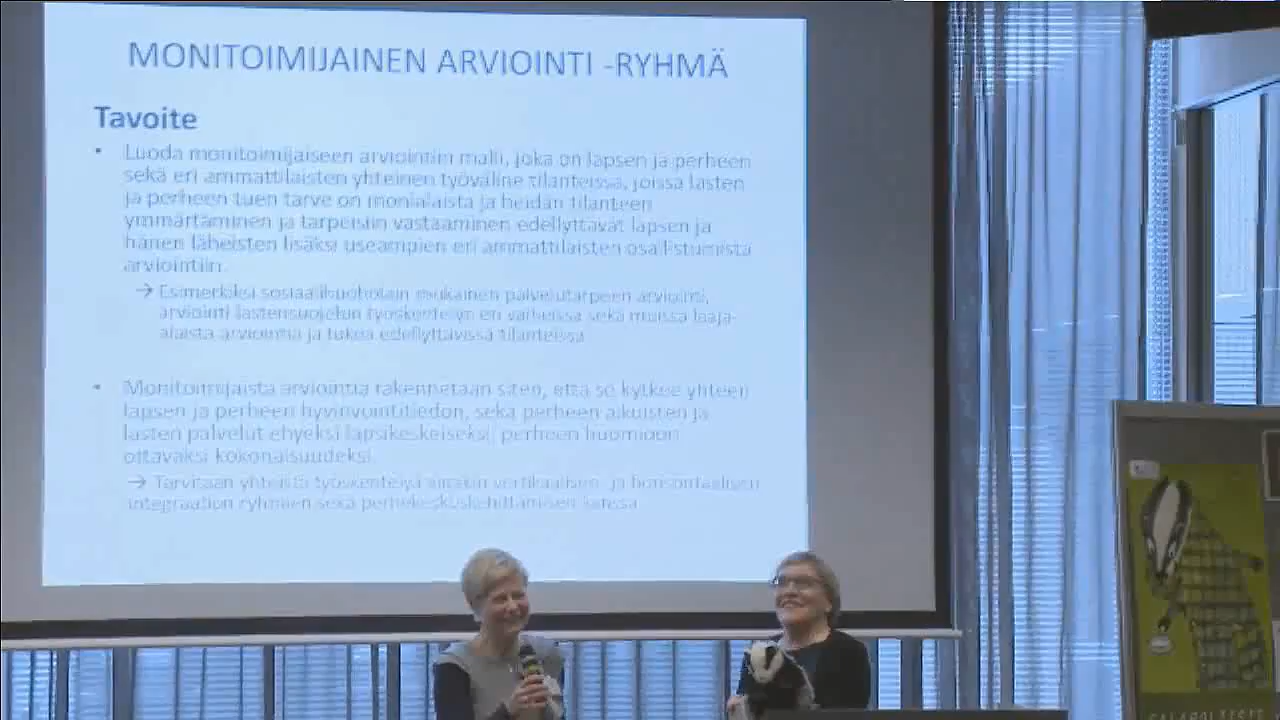 MONITOIMIJAINEN ARVIOINTI -RYHMÄ
Tavoite
• Luoda monitoimijaiseen arviointiin malli, joka on lapsen ja perheen
sekä eri ammattilaisten yhteinen työväline tilanteissa, joissa lasten
ja perheen tuen tarve on monialaista ja heidän tilanteen
ymmärtäminen ja tarpeisiin vastaaminen edellyttävät lapsen ja
hänen läheisten lisäksi useampien eri ammattilaisten osallistumista
arviointiin.
→ Esimerkiksi sosiaalihuoltolain mukainen palvelutarpeen arviointi,
arviointi lastensuojelun työskentelyn eri vaiheissa sekä muissa laaja-
alaista arviointia ja tukea edellyttävissä tilanteissa
• Monitoimijaista arviointia rakennetaan siten, että se kytkee yhteen
lapsen ja perheen hyvinvointitiedon, sekä perheen aikuisten ja
lasten palvelut ehyeksi lapsikeskeiseksi, perheen huomioon
ottavaksi kokonaisuudeksi.
→ Tarvitaan yhteistä työskentelyä ainakin vertikaalisen- ja horisontaalisen
integraation ryhmien sekä perhekeskuskehittämisen kanssa